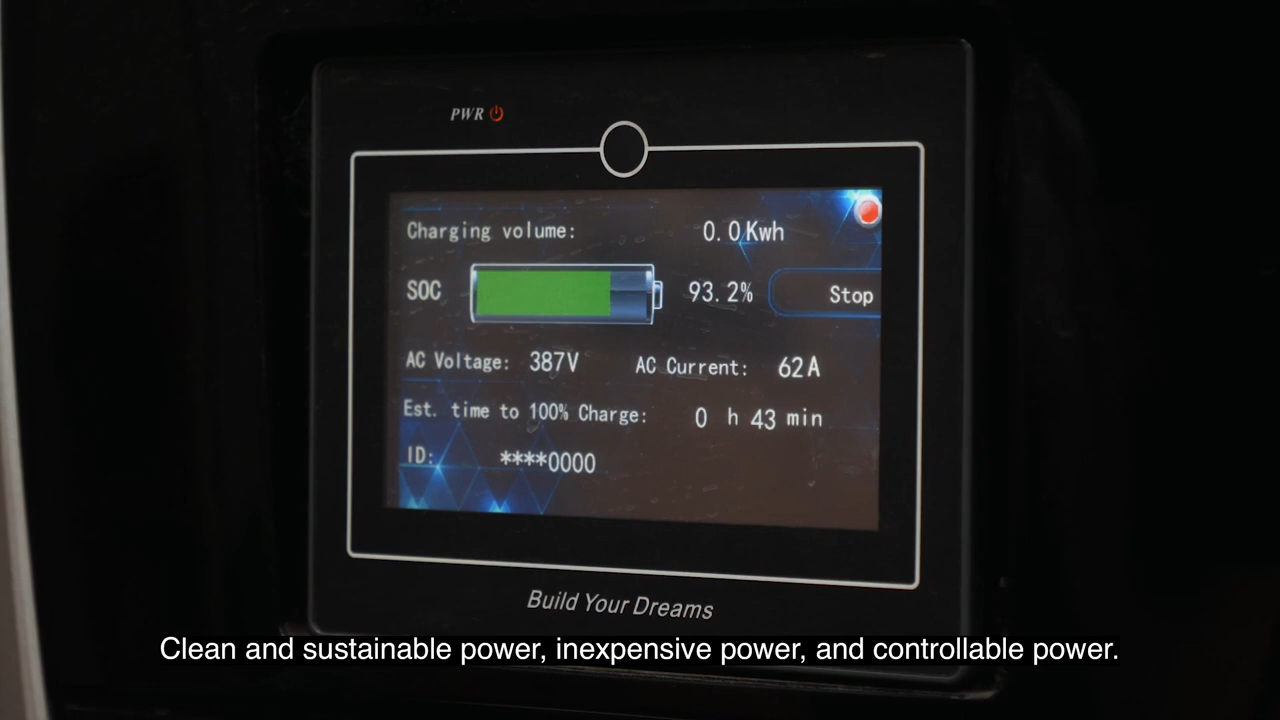 PWR
Charging volume: 0.0Kwh
SOC 93.2% Stop
AC Voltage: 387V AC Current: 62A
Est. time to 100% Charge: 0 h 43 min
ID: ****0000
Build Your Dreams
Clean and sustainable power, inexpensive power, and controllable power.